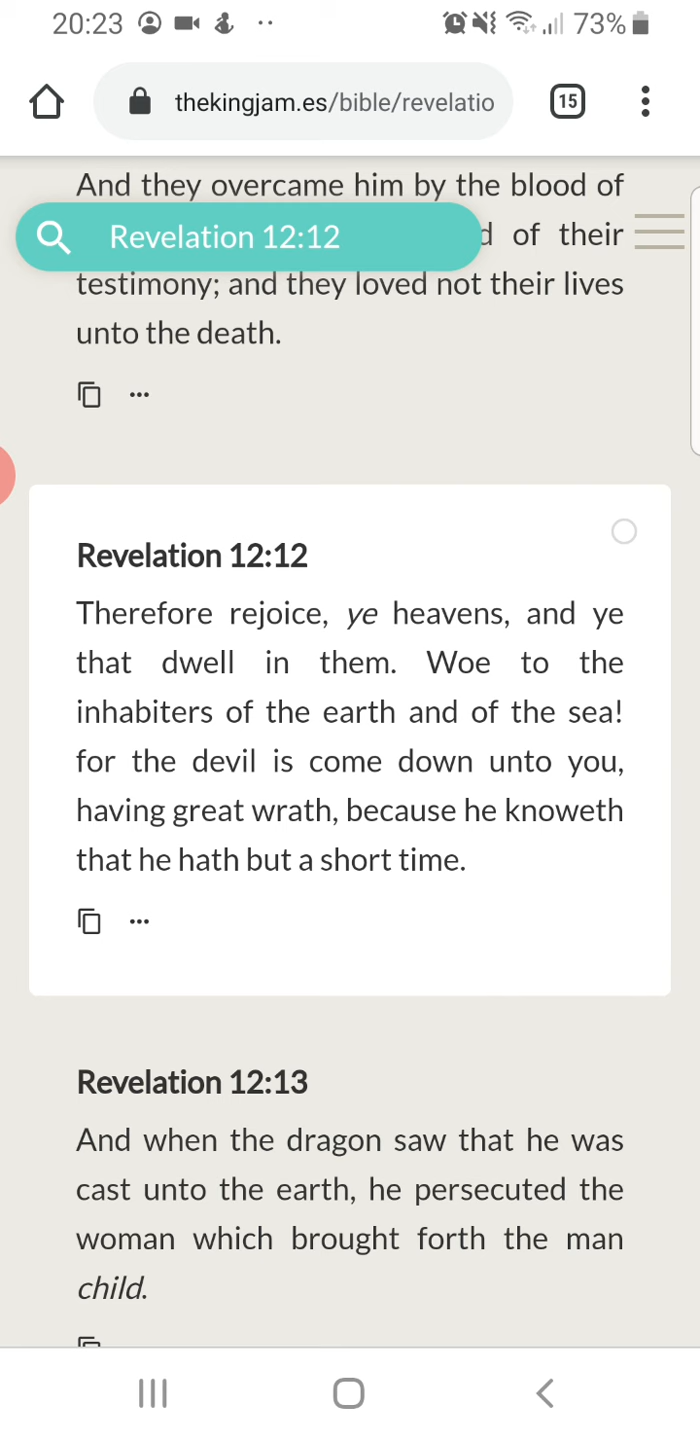 20:23 73%
thekingjam.es/bible/revelatio 15
And they overcame him by the blood of
Revelation 12:12 of their
testimony; and they loved not their lives
unto the death.
Revelation 12:12
Therefore rejoice, ye heavens, and ye
that dwell in them. Woe to the
inhabiters of the earth and of the sea!
for the devil is come down unto you,
having great wrath, because he knoweth
that he hath but a short time.
Revelation 12:13
And when the dragon saw that he was
cast unto the earth, he persecuted the
woman which brought forth the man
child.